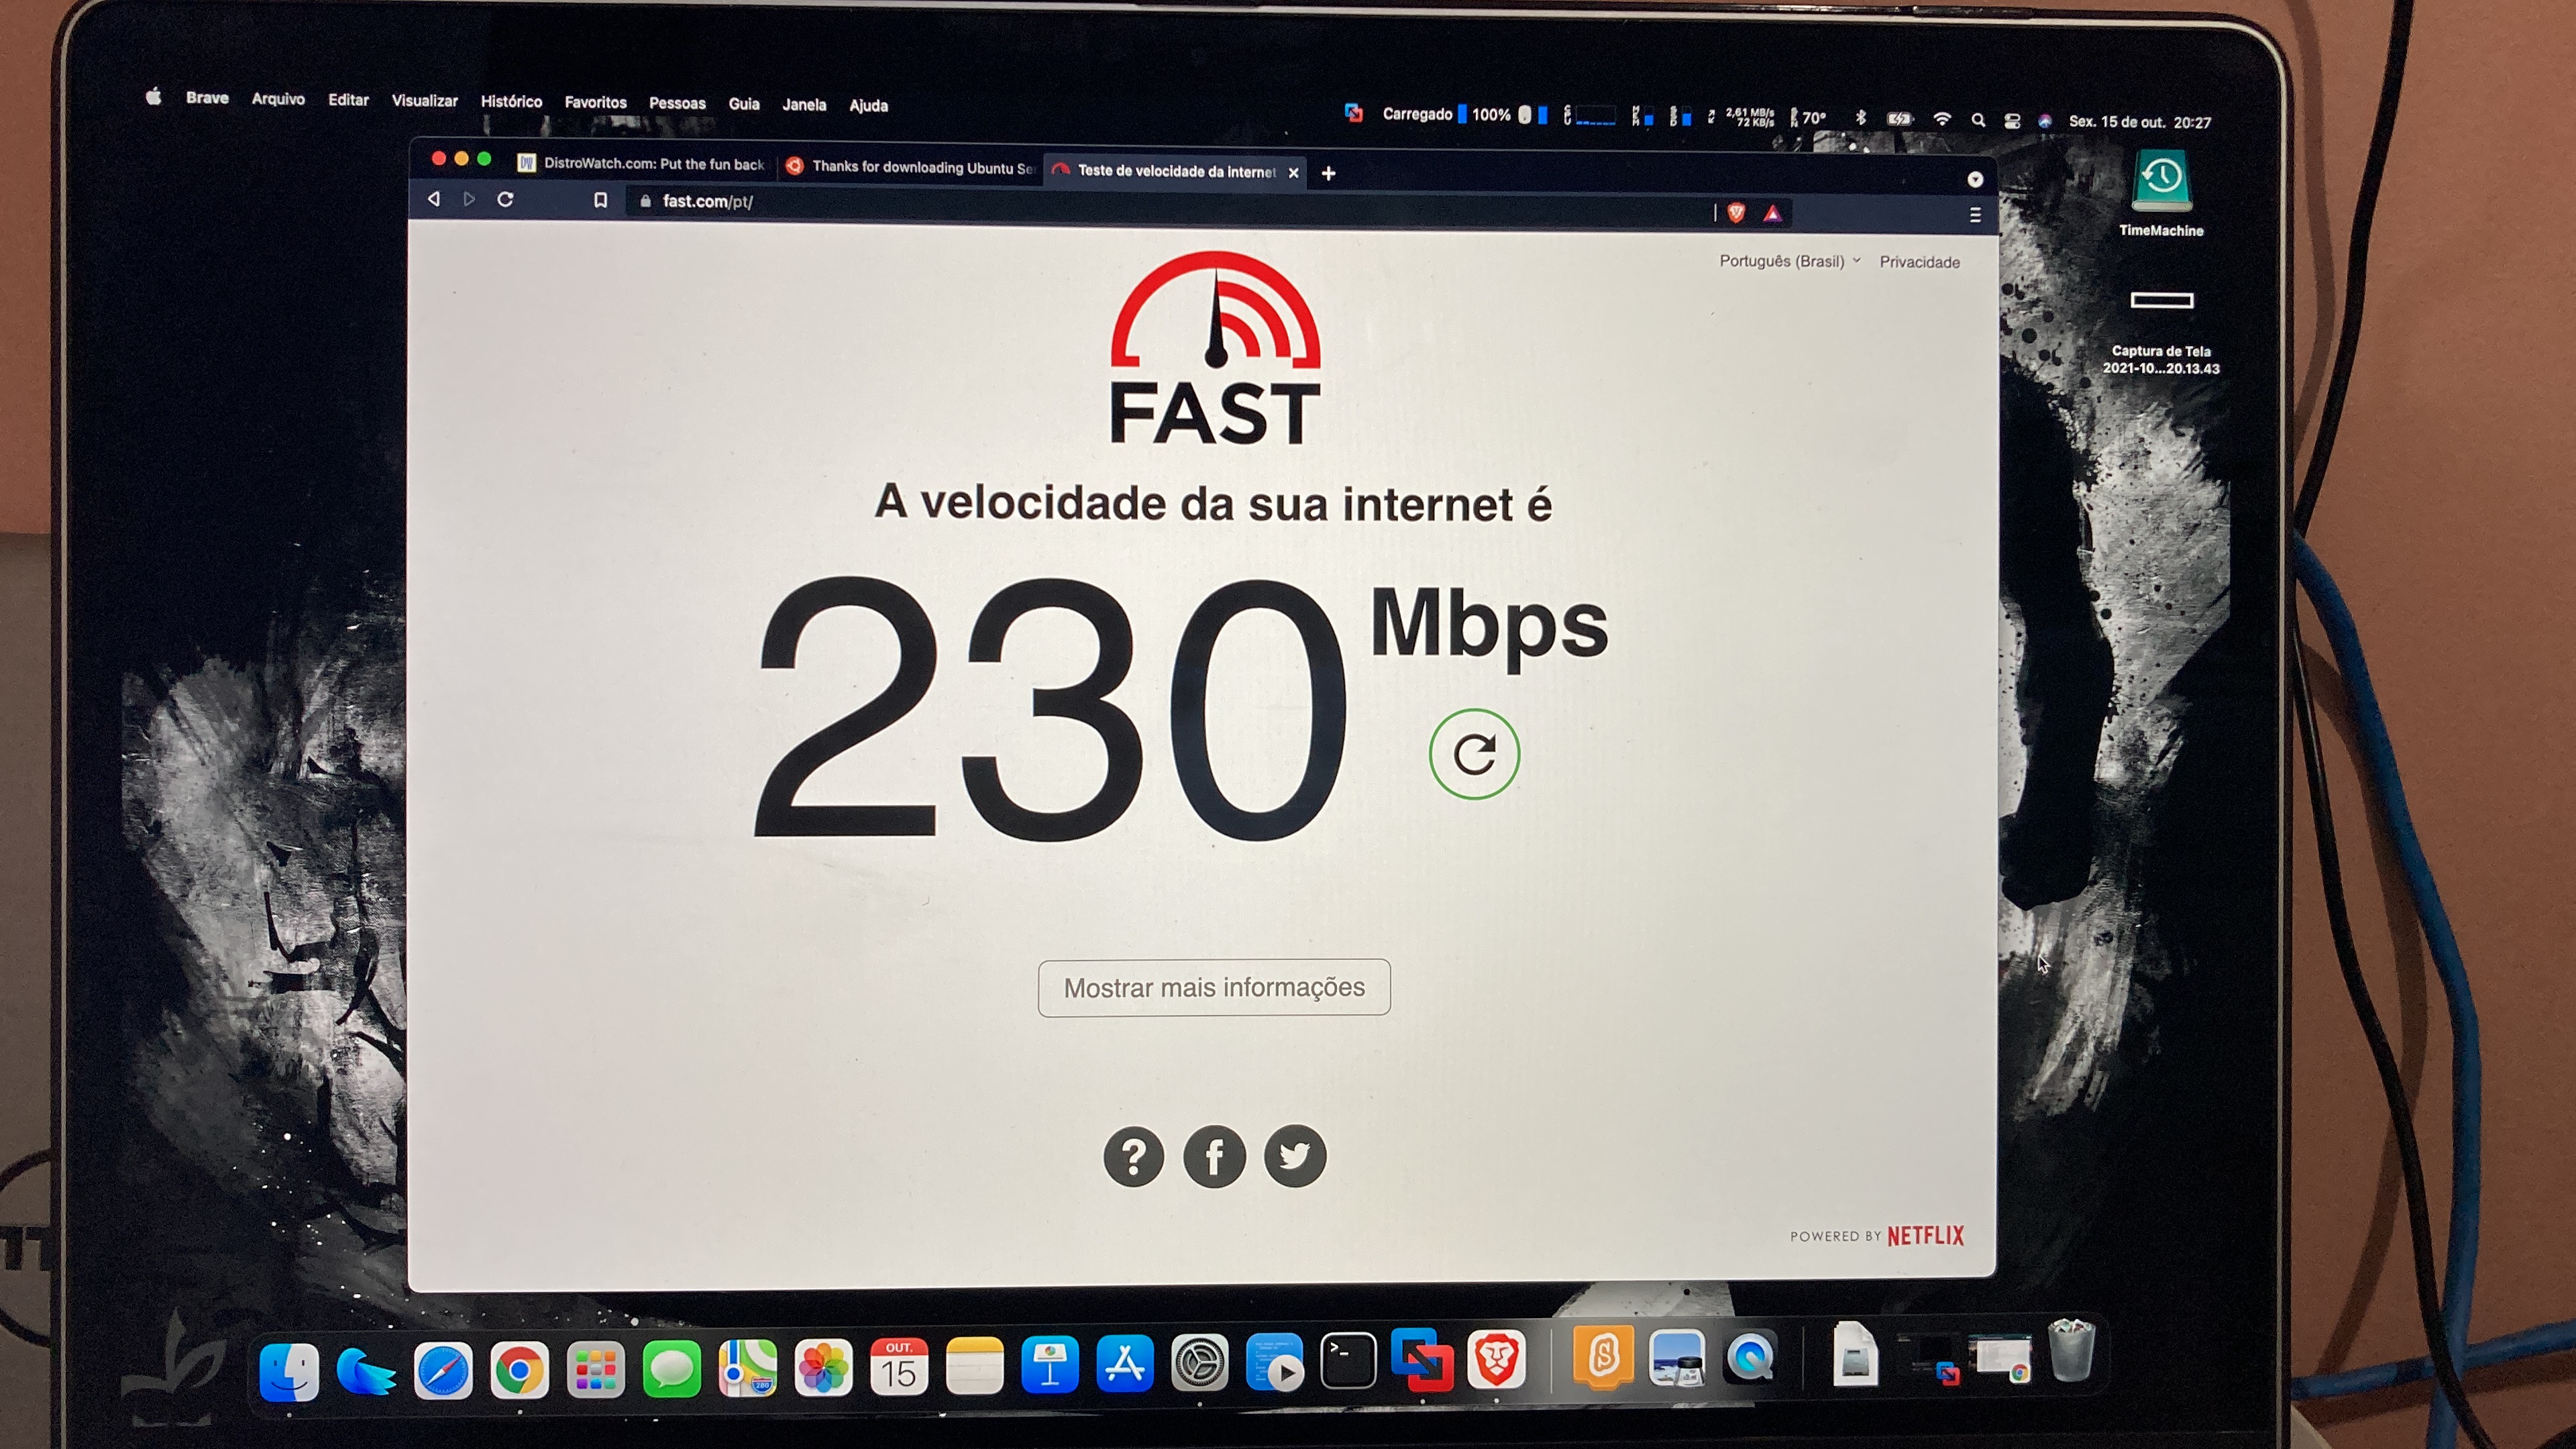 Brave Arquivo Editar Visualizar Histórico Favoritos Pessoas Guia Janela Ajuda
Carregado 100% 2,61 MB/s 72 KB/s 70° Sex. 15 de out. 20:27
DistroWatch.com: Put the fun back
Thanks for downloading Ubuntu Se
Teste de velocidade da internet
fast.com/pt/
Português (Brasil) Privacidade
TimeMachine
Captura de Tela
2021-10...20.13.43
FAST
A velocidade da sua internet é
230 Mbps
Mostrar mais informações
POWERED BY NETFLIX
OUT.
15
280